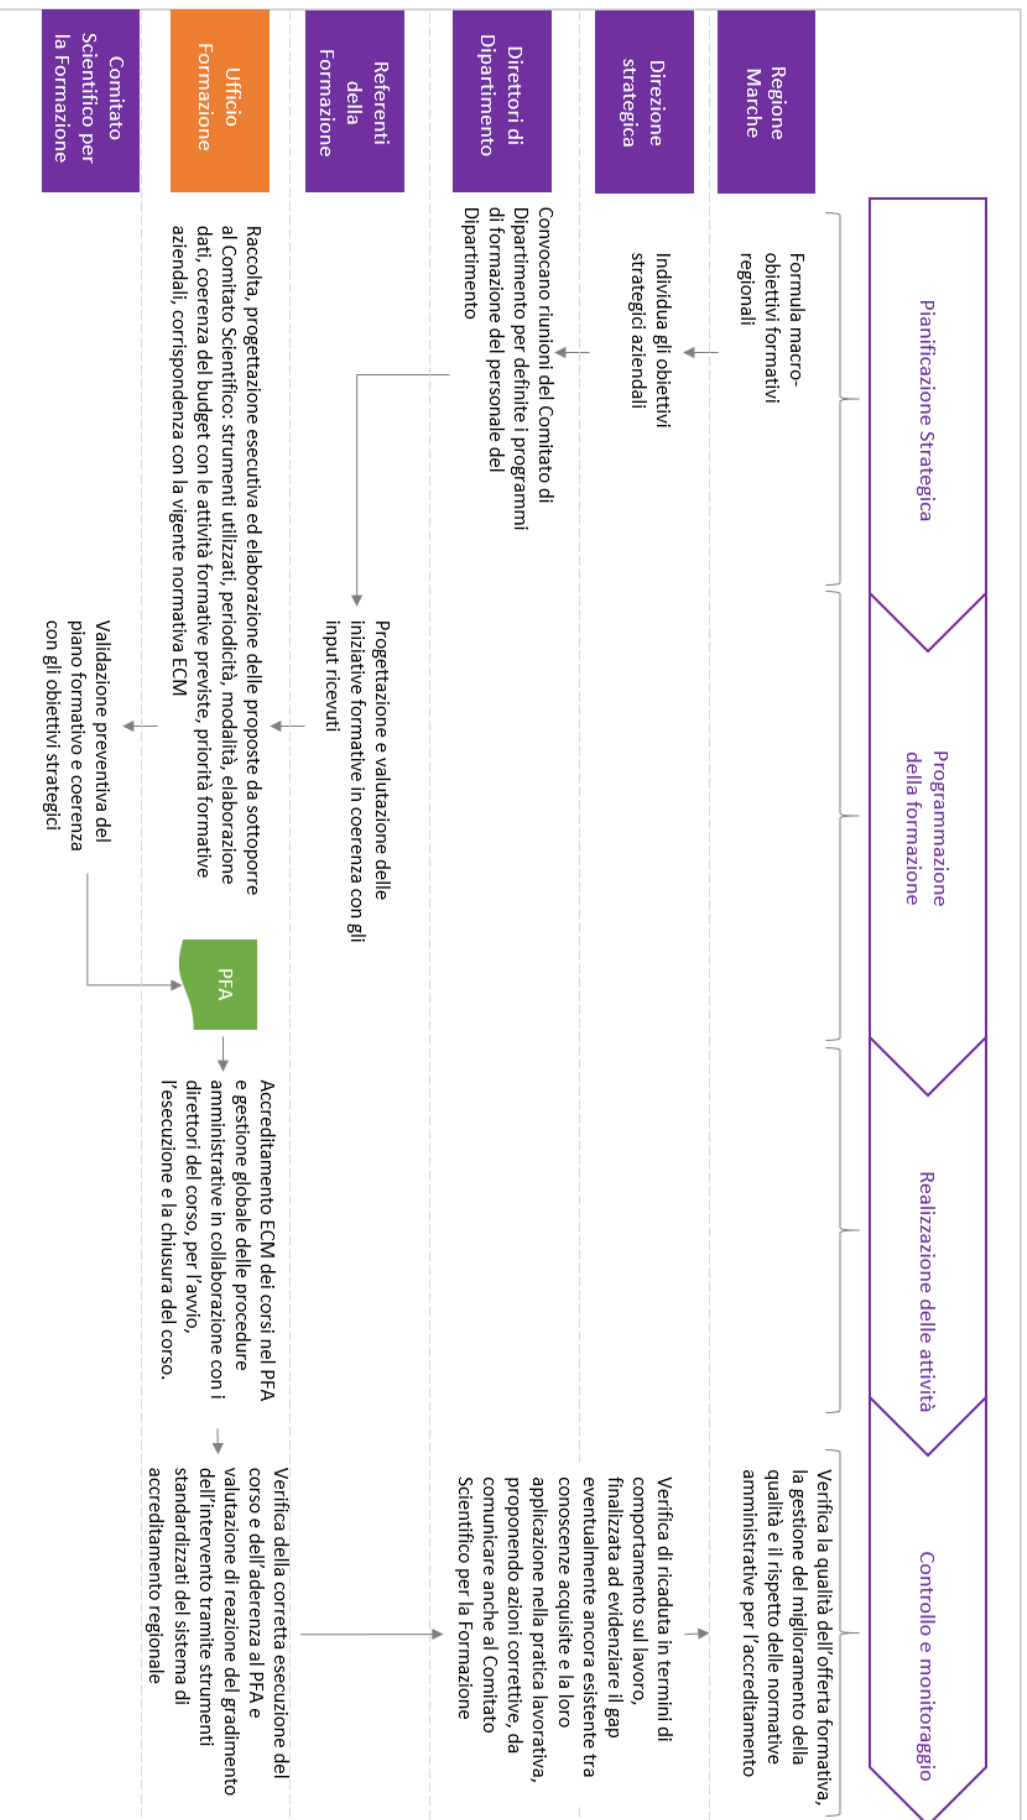 Pianificazione Strategica
Programmazione
della formazione
Realizzazione delle attività
Controllo e monitoraggio
Regione
Marche
Formula macro-
obiettivi formativi
regionali
Verifica la qualità dell'offerta formativa,
la gestione del miglioramento della
qualità e il rispetto delle normative
amministrative per l'accreditamento
Direzione
strategica
Individua gli obiettivi
strategici aziendali
Direttori di
Dipartimento
Convocano riunioni del Comitato di
Dipartimento per definite i programmi
di formazione del personale del
Dipartimento
Verifica di ricaduta in termini di
comportamento sul lavoro,
finalizzata ad evidenziare il gap
eventualmente ancora esistente tra
conoscenze acquisite e la loro
applicazione nella pratica lavorativa,
proponendo azioni correttive, da
comunicare anche al Comitato
Scientifico per la Formazione
Referenti
della
Formazione
Progettazione e valutazione delle
iniziative formative in coerenza con gli
input ricevuti
Ufficio
Formazione
Raccolta, progettazione esecutiva ed elaborazione delle proposte da sottoporre
al Comitato Scientifico: strumenti utilizzati, periodicità, modalità, elaborazione
dati, coerenza del budget con le attività formative previste, priorità formative
aziendali, corrispondenza con la vigente normativa ECM
PFA
Accreditamento ECM dei corsi nel PFA
e gestione globale delle procedure
amministrative in collaborazione con i
direttori del corso, per l'avvio,
l'esecuzione e la chiusura del corso.
Verifica della corretta esecuzione del
corso e dell'aderenza al PFA e
valutazione di reazione del gradimento
dell'intervento tramite strumenti
standardizzati del sistema di
accreditamento regionale
Comitato
Scientifico per
la Formazione
Validazione preventiva del
piano formativo e coerenza
con gli obiettivi strategici